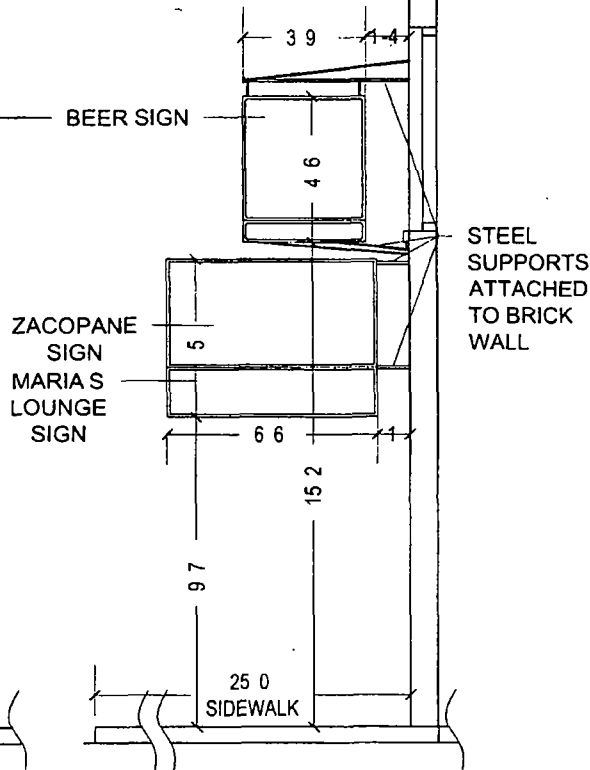 3 9
1-4
BEER SIGN
4 6
STEEL
SUPPORTS
ATTACHED
TO BRICK
WALL
ZACOPANE
SIGN
5
MARIA S
LOUNGE
SIGN
6 6
1
15 2
9 7
25 0
SIDEWALK